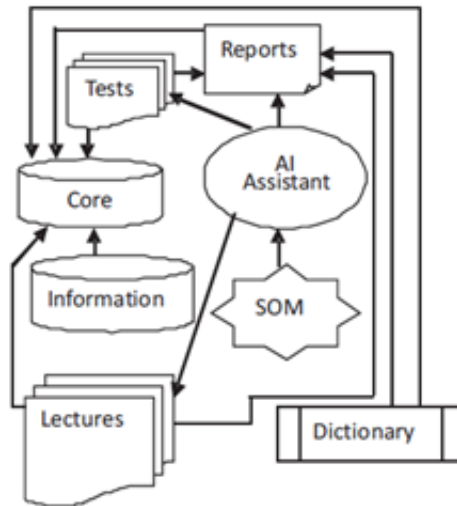 Reports
Tests
AI
Assistant
Core
Information
SOM
Lectures
Dictionary